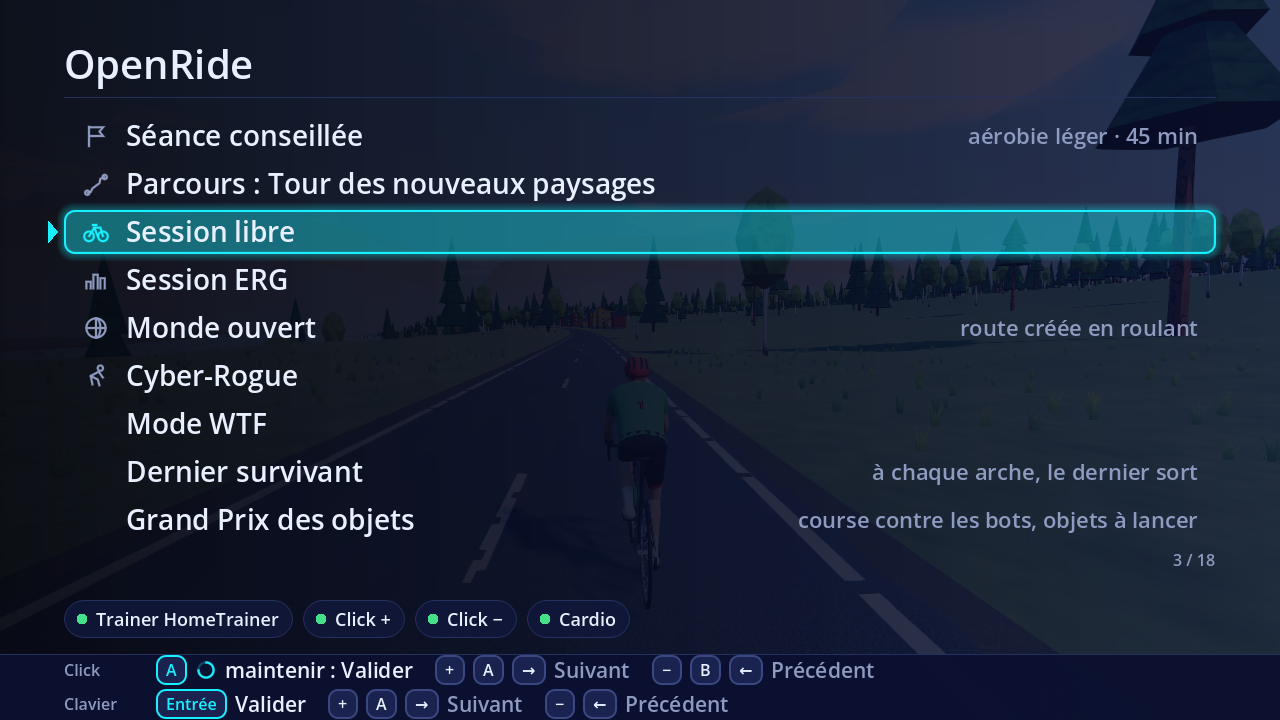 OpenRide
Séance conseillée aérobie léger · 45 min
Parcours : Tour des nouveaux paysages
Session libre
Session ERG
Monde ouvert route créée en roulant
Cyber-Rogue
Mode WTF
Dernier survivant à chaque arche, le dernier sort
Grand Prix des objets course contre les bots, objets à lancer
3 / 18
Trainer HomeTrainer Click + Click − Cardio
Click A maintenir : Valider + A → Suivant − B ← Précédent
Clavier Entrée Valider + A → Suivant − ← Précédent